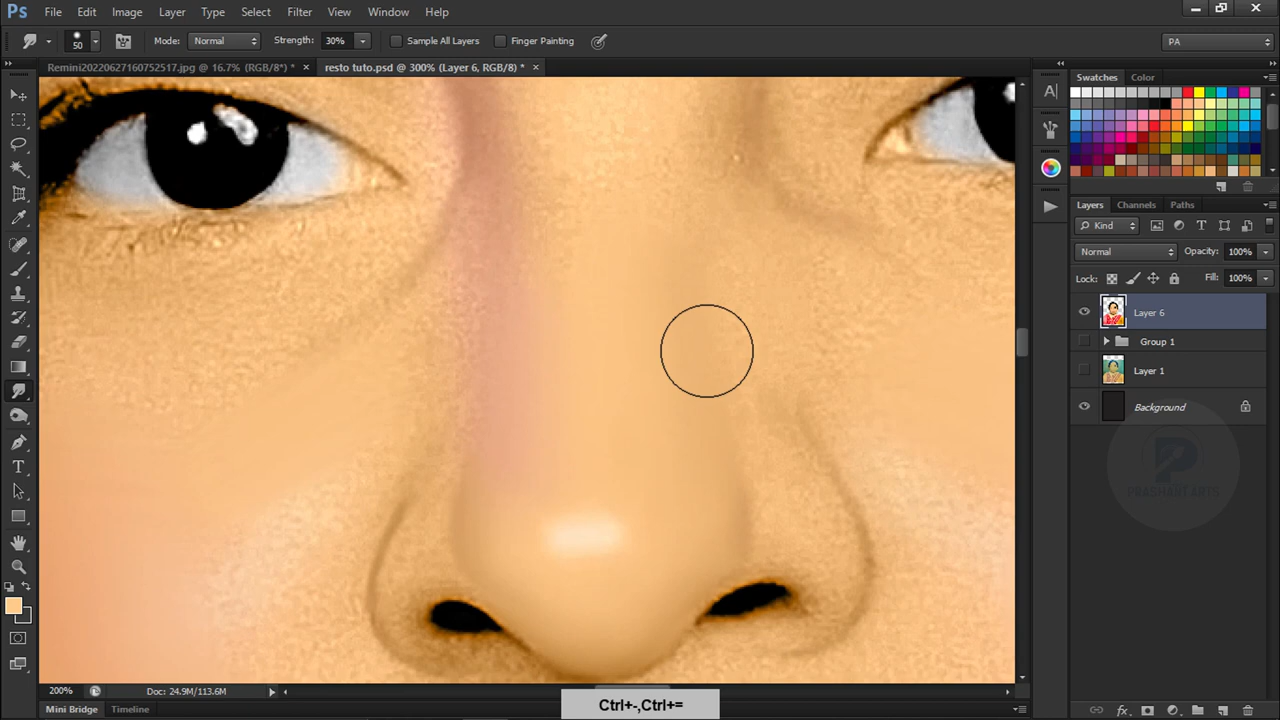 Ps File Edit Image Layer Type Select Filter View Window Help
50 Mode: Normal Strength: 30% Sample All Layers Finger Painting PA
Remini20220627160752517.jpg @ 16.7% (RGB/8*) * × resto tuto.psd @ 300% (Layer 6, RGB/8) * ×
Swatches Color
Layers Channels Paths
Kind
Normal Opacity: 100%
Lock: Fill: 100%
Layer 6
Group 1
Layer 1
Background
PRASHANT ARTS
200% Doc: 24.9M/113.6M
Ctrl+-,Ctrl+=
Mini Bridge Timeline